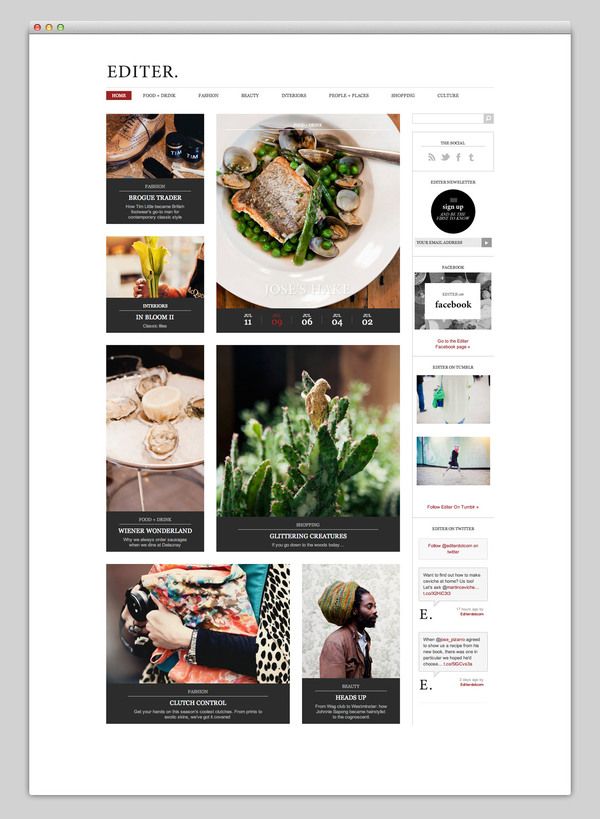 EDITER.
HOME
FOOD + DRINK
FASHION
BEAUTY
INTERIORS
PEOPLE + PLACES
SHOPPING
CULTURE
TIM
TIM
FASHION
BROGUE TRADER
How Tim Little became British
footwear's go-to man for
contemporary classic style
INTERIORS
IN BLOOM II
Classic lilies
FOOD + DRINK
JOSE'S HAKE
JUL 11
JUL 09
JUL 06
JUL 04
JUL 02
FOOD + DRINK
WIENER WONDERLAND
Why we always order sausages
when we dine at Delaunay
SHOPPING
GLITTERING CREATURES
If you go down to the woods today...
FASHION
CLUTCH CONTROL
Get your hands on this season's coolest clutches. From prints to
exotic skins, we've got it covered
BEAUTY
HEADS UP
From Wag club to Westminster: how
Johnnie Sapong became hairstylist
to the cognoscenti
THE SOCIAL
EDITER NEWSLETTER
sign up
AND BE THE
FIRST TO KNOW
YOUR EMAIL ADDRESS
FACEBOOK
EDITER on
facebook
Go to the Editer
Facebook page »
EDITER ON TUMBLR
Follow Editer On Tumblr »
EDITER ON TWITTER
Follow @editerdotcom on
twitter
Want to find out how to make
ceviche at home? Us too!
Let's ask @martinceviche...
E.
17 hours ago by
Editerdotcom
When @jose_pizarro agreed
to show us a recipe from his
new book, there was one in
particular we hoped he'd
choose...
E.
2 days ago by
Editerdotcom